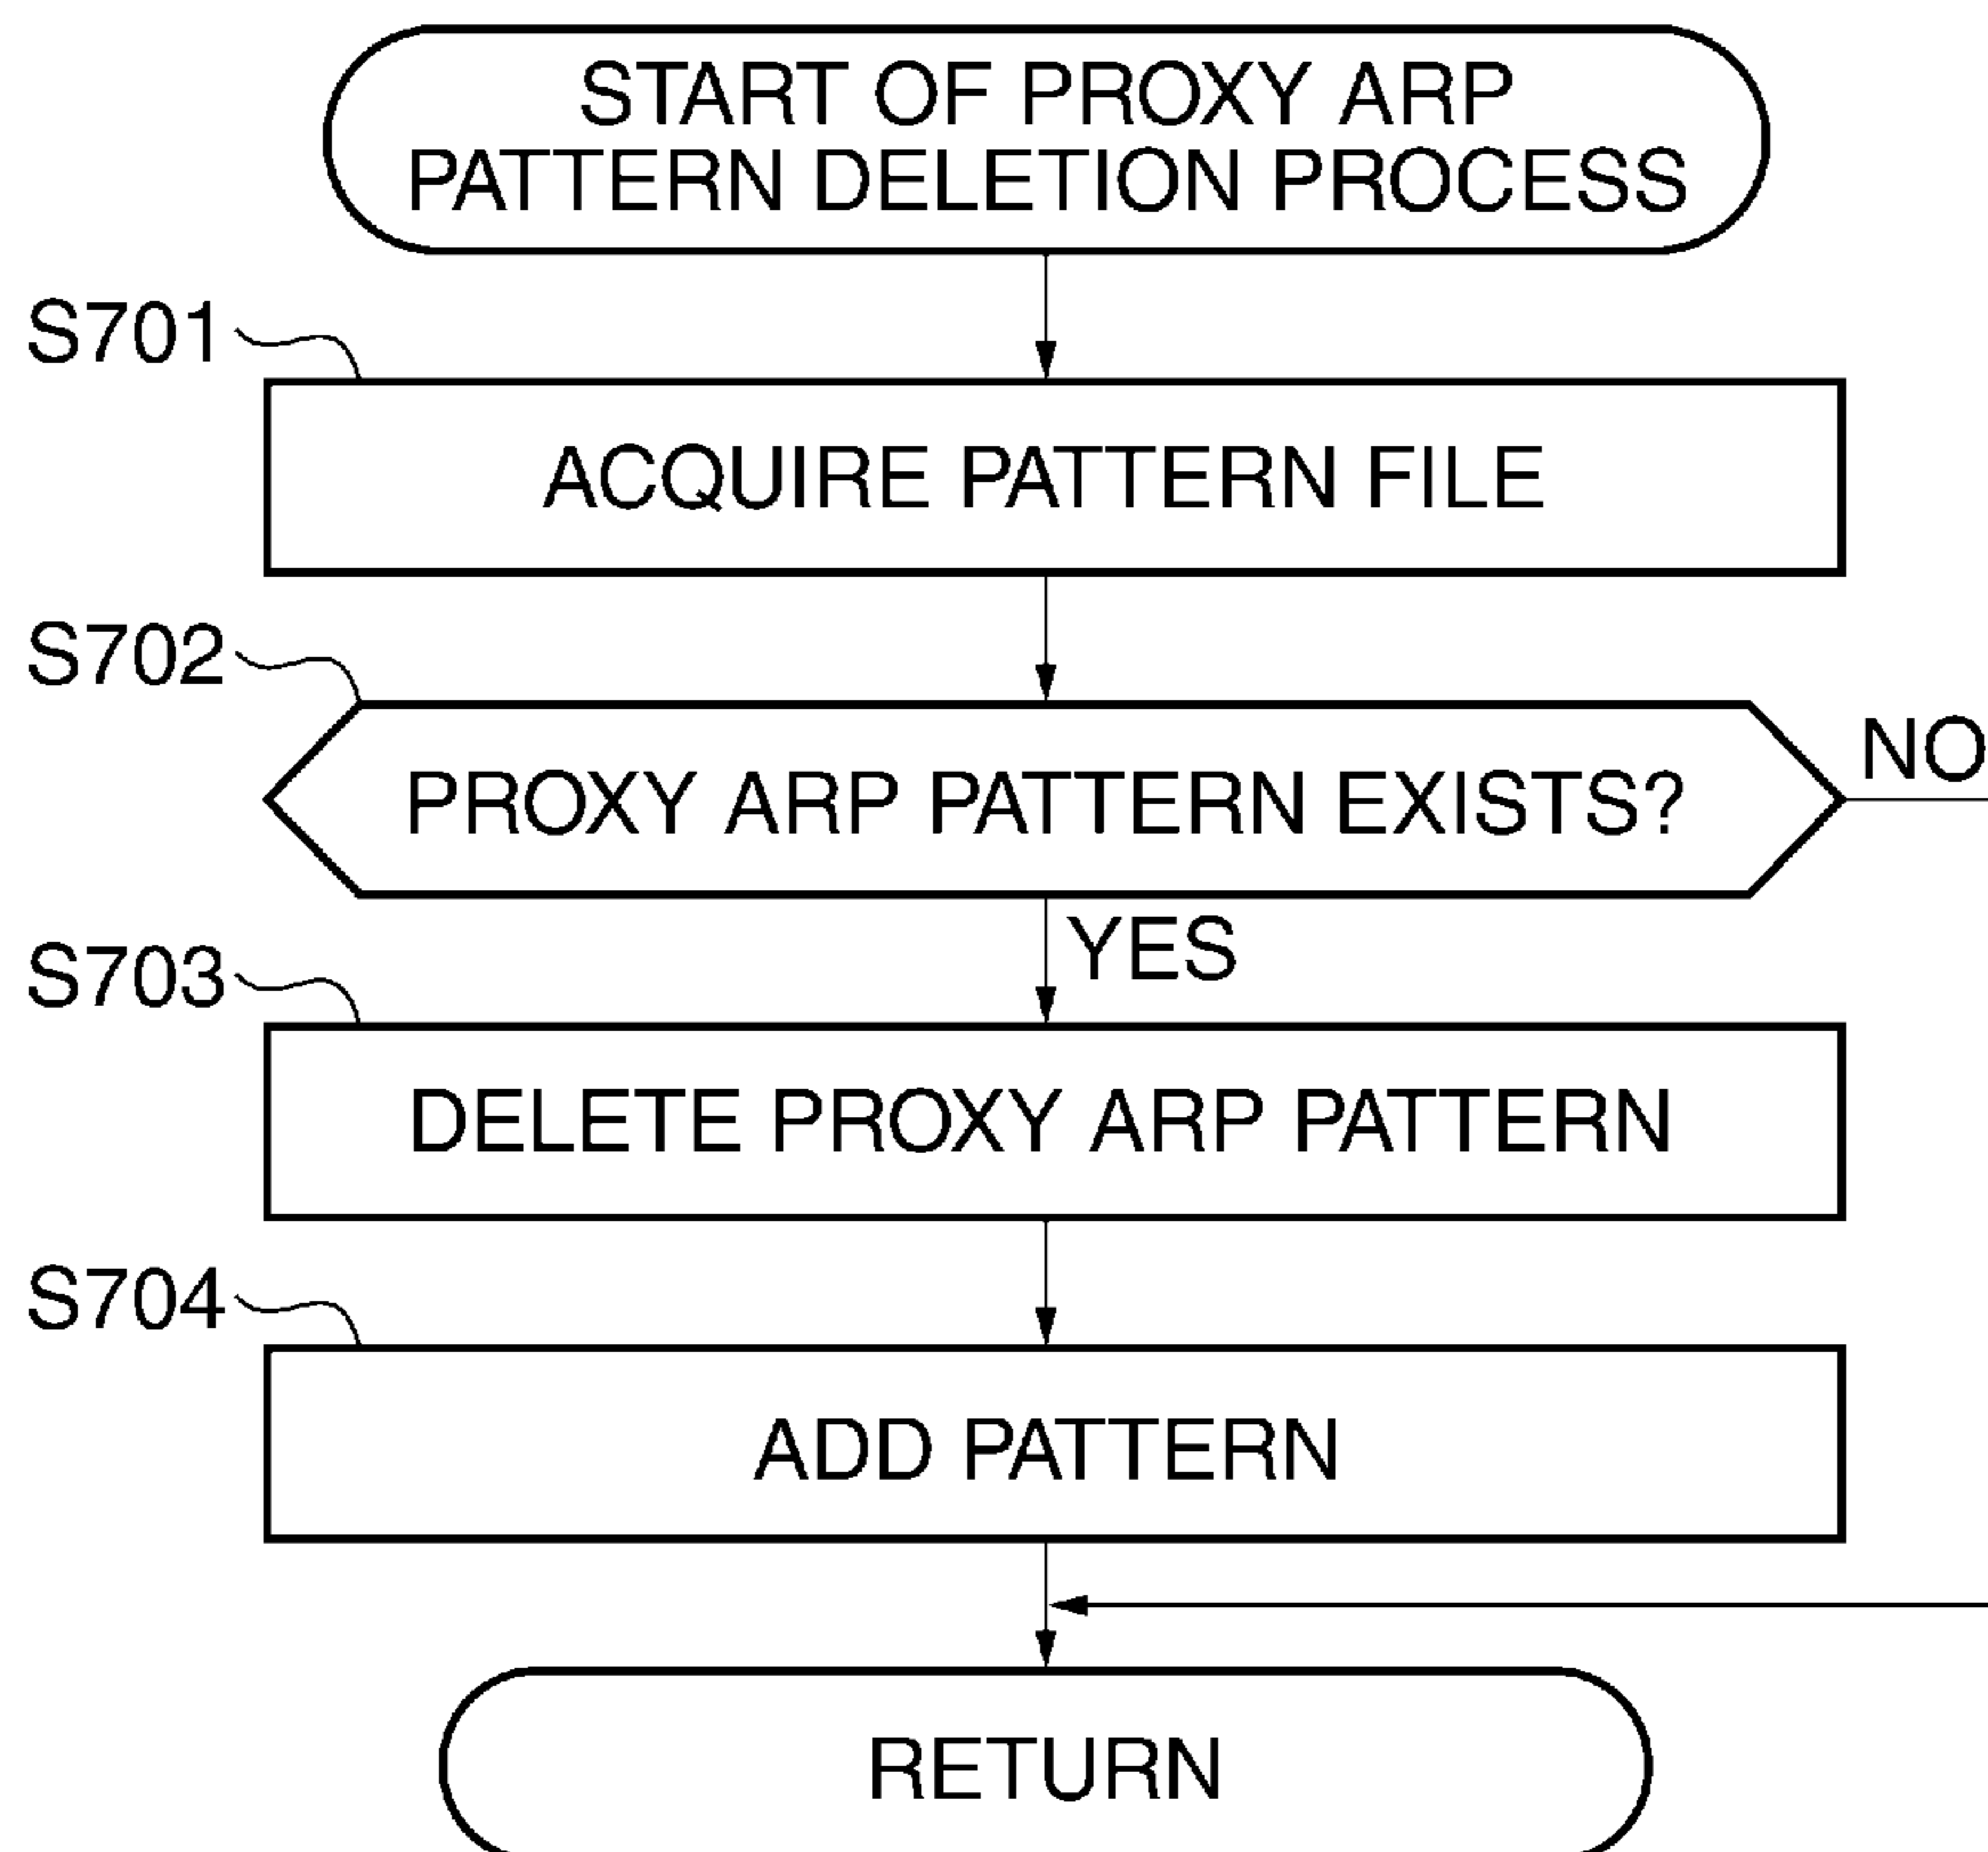 START OF PROXY ARP
PATTERN DELETION PROCESS
S701
ACQUIRE PATTERN FILE
S702
PROXY ARP PATTERN EXISTS?
NO
YES
S703
DELETE PROXY ARP PATTERN
S704
ADD PATTERN
RETURN